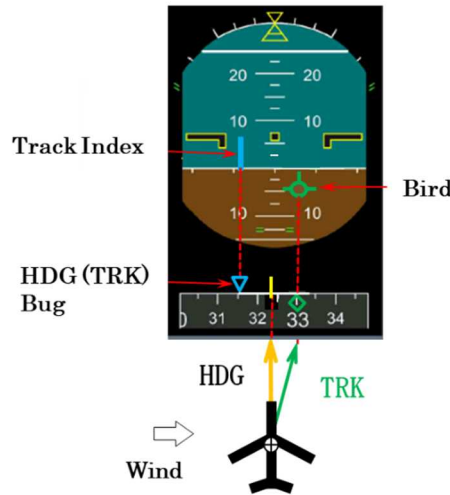 20 20
10 10
Track Index
Bird
10 10
HDG (TRK)
Bug
0 31 32 33 34
HDG
TRK
Wind